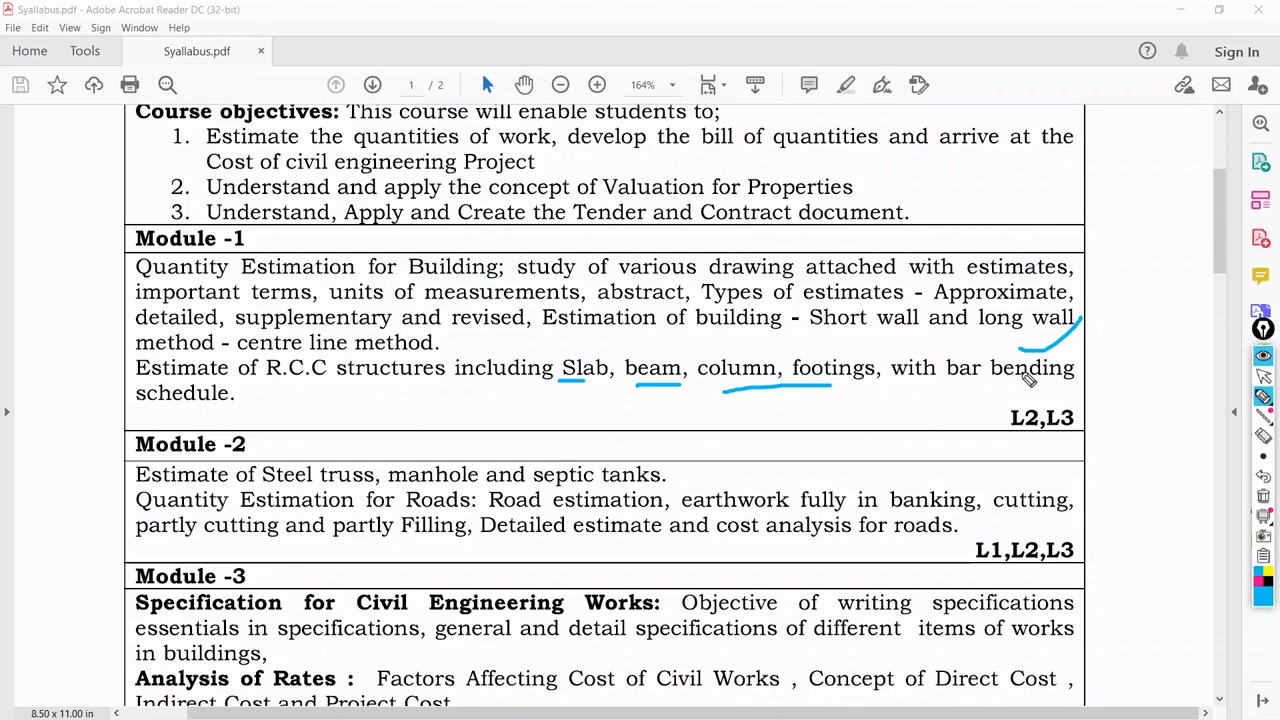 Syallabus.pdf - Adobe Acrobat Reader DC (32-bit)
File Edit View Sign Window Help
Home Tools Syallabus.pdf × Sign In
1 / 2 164%
Course objectives: This course will enable students to;
1. Estimate the quantities of work, develop the bill of quantities and arrive at the
Cost of civil engineering Project
2. Understand and apply the concept of Valuation for Properties
3. Understand, Apply and Create the Tender and Contract document.
Module -1
Quantity Estimation for Building; study of various drawing attached with estimates,
important terms, units of measurements, abstract, Types of estimates - Approximate,
detailed, supplementary and revised, Estimation of building - Short wall and long wall
method - centre line method.
Estimate of R.C.C structures including Slab, beam, column, footings, with bar bending
schedule.
L2,L3
Module -2
Estimate of Steel truss, manhole and septic tanks.
Quantity Estimation for Roads: Road estimation, earthwork fully in banking, cutting,
partly cutting and partly Filling, Detailed estimate and cost analysis for roads.
L1,L2,L3
Module -3
Specification for Civil Engineering Works: Objective of writing specifications
essentials in specifications, general and detail specifications of different items of works
in buildings,
Analysis of Rates : Factors Affecting Cost of Civil Works , Concept of Direct Cost ,
Indirect Cost and Project Cost
8.50 x 11.00 in